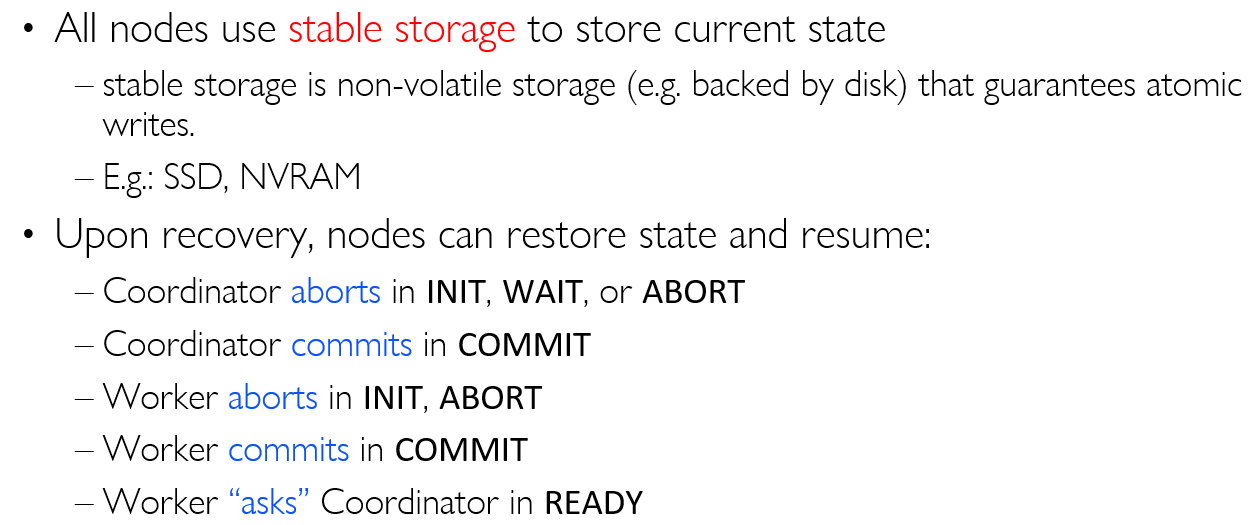 • All nodes use stable storage to store current state
– stable storage is non-volatile storage (e.g. backed by disk) that guarantees atomic
writes.
– E.g.: SSD, NVRAM
• Upon recovery, nodes can restore state and resume:
– Coordinator aborts in INIT, WAIT, or ABORT
– Coordinator commits in COMMIT
– Worker aborts in INIT, ABORT
– Worker commits in COMMIT
– Worker “asks” Coordinator in READY